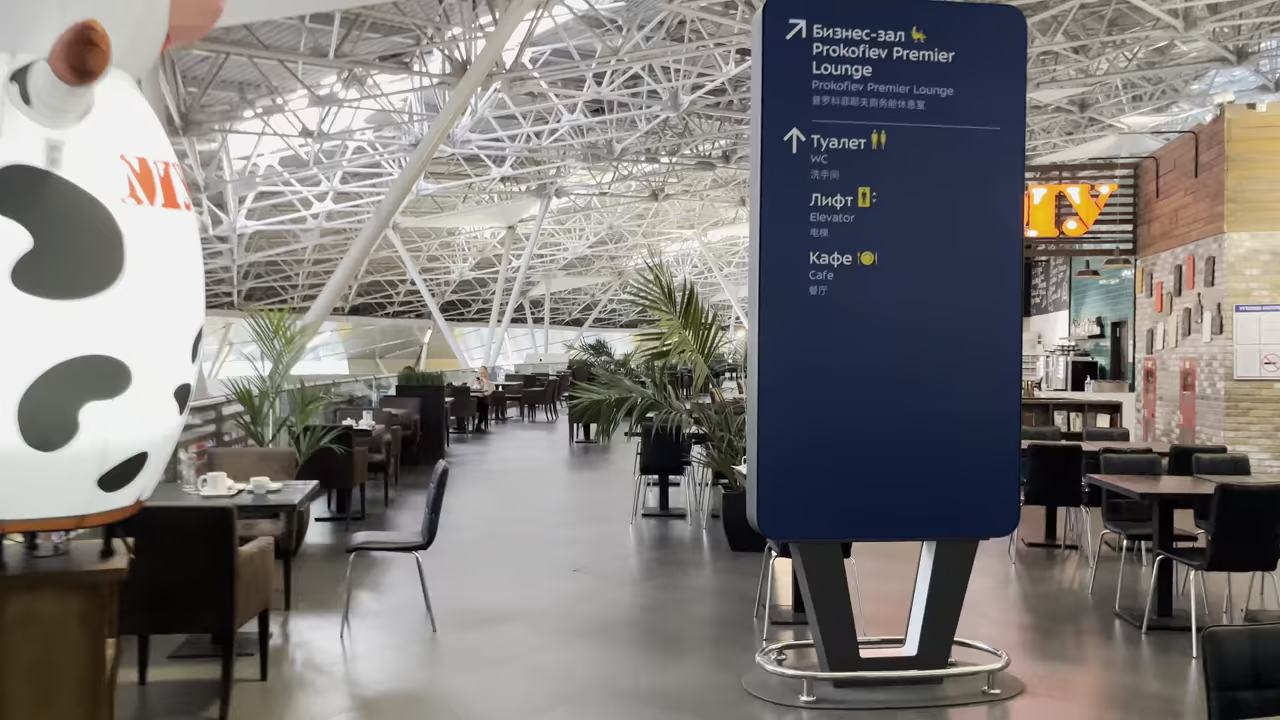 Бизнес-зал
Prokofiev Premier
Lounge
Prokofiev Premier Lounge
普罗科菲耶夫商务舱休息室
Туалет
WC
洗手间
Лифт
Elevator
电梯
Кафе
Cafe
餐厅